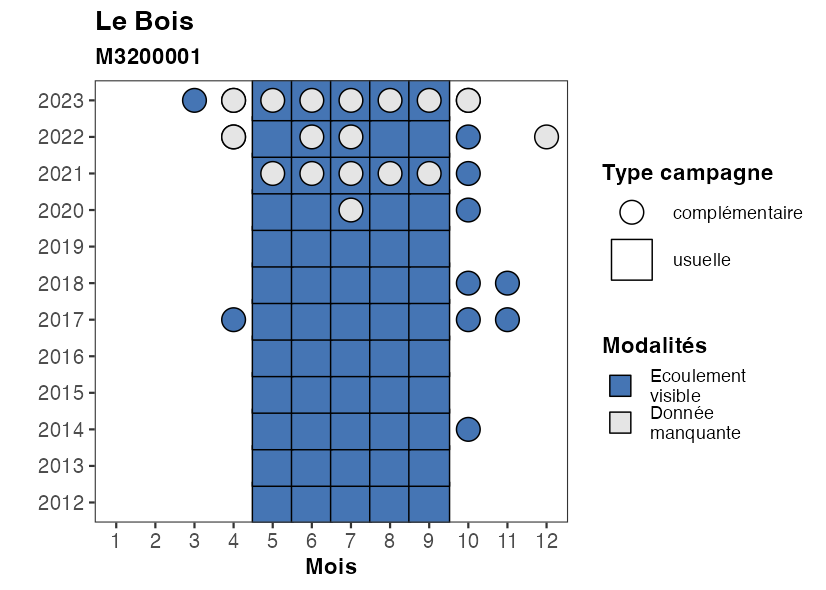 Le Bois
M3200001
2023
2022
2021
2020
2019
2018
2017
2016
2015
2014
2013
2012
1 2 3 4 5 6 7 8 9 10 11 12
Mois
Type campagne
complémentaire
usuelle
Modalités
Ecoulement
visible
Donnée
manquante